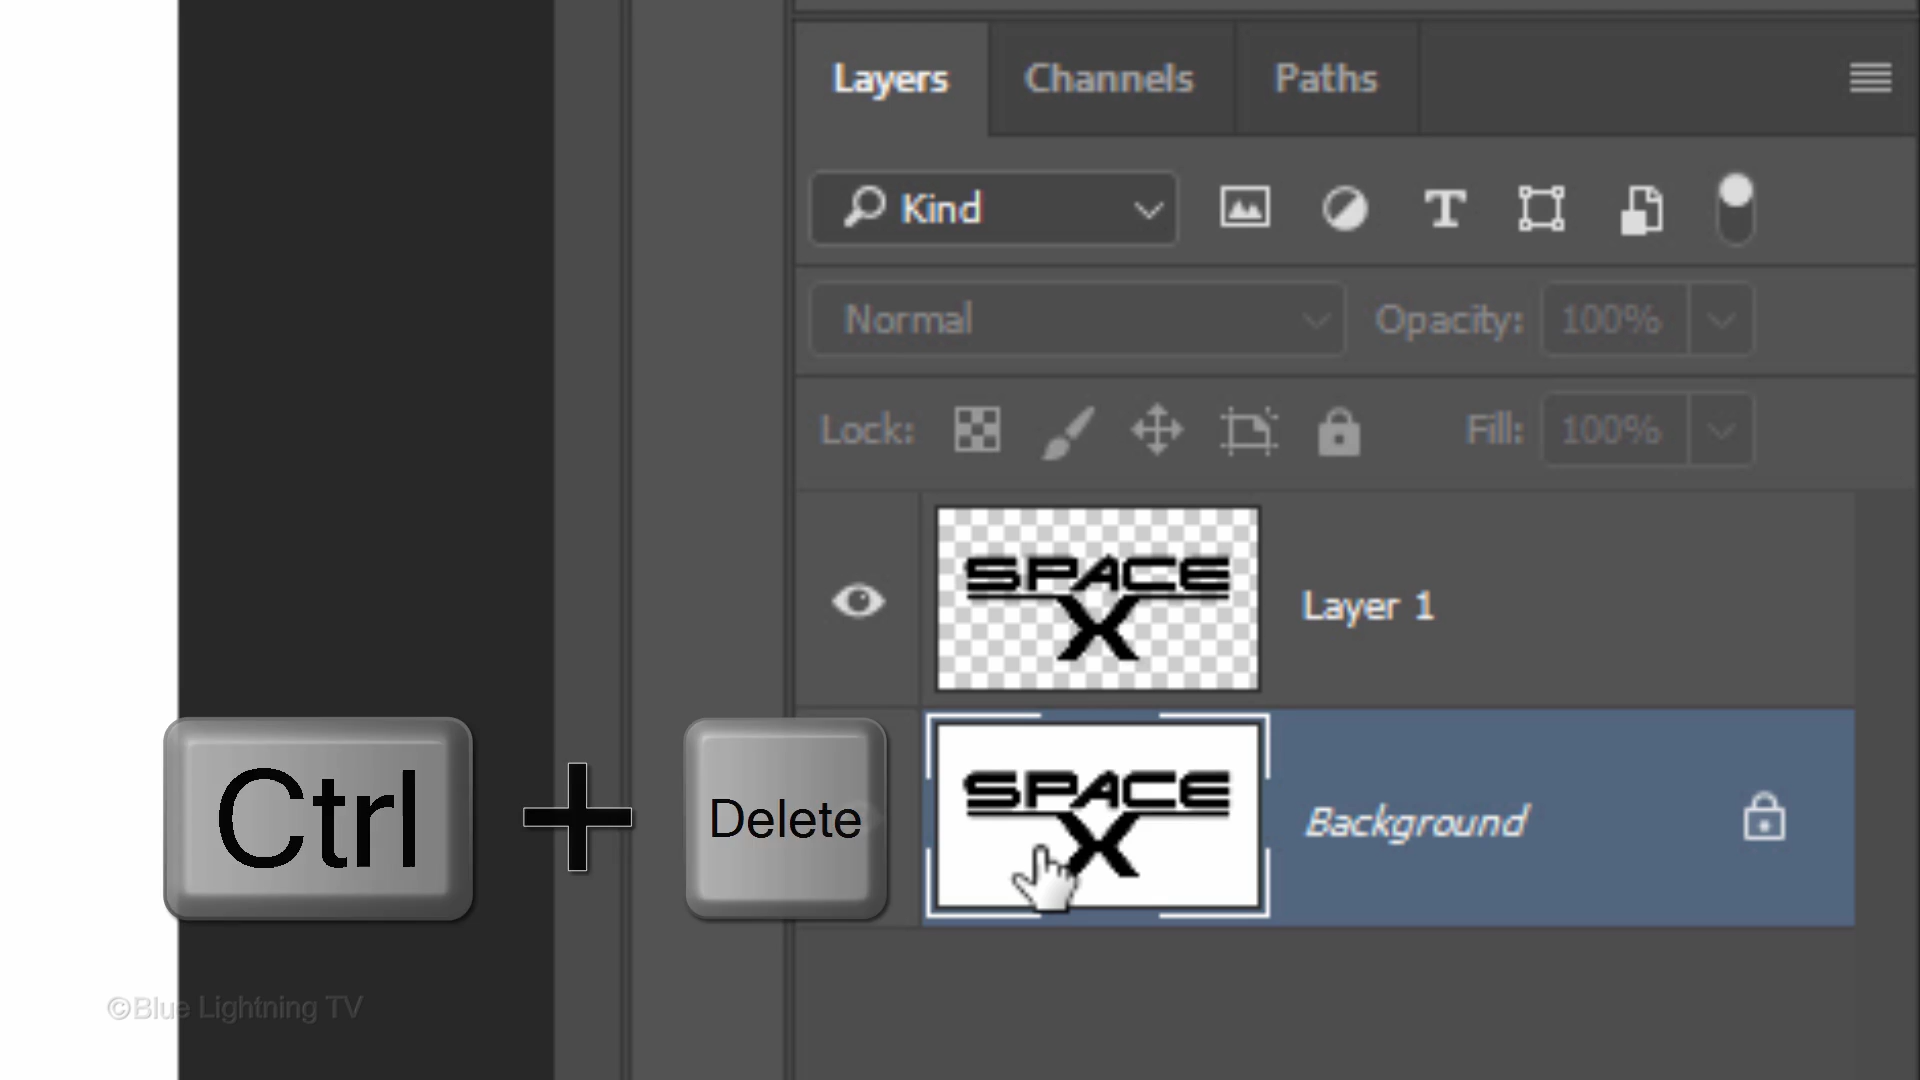 Layers Channels Paths
Kind T
Normal Opacity: 100%
Lock: Fill: 100%
SPACE
X
Layer 1
SPACE
X
Background
Ctrl + Delete
©Blue Lightning TV